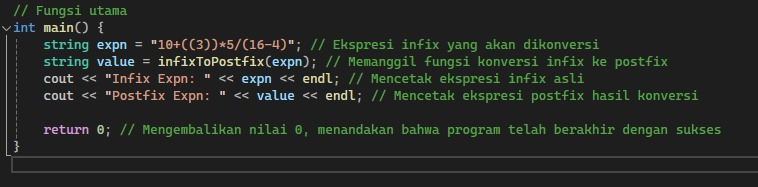 // Fungsi utama
int main() {
    string expn = "10+((3))*5/(16-4)"; // Ekspresi infix yang akan dikonversi
    string value = infixToPostfix(expn); // Memanggil fungsi konversi infix ke postfix
    cout << "Infix Expn: " << expn << endl; // Mencetak ekspresi infix asli
    cout << "Postfix Expn: " << value << endl; // Mencetak ekspresi postfix hasil konversi

    return 0; // Mengembalikan nilai 0, menandakan bahwa program telah berakhir dengan sukses
}